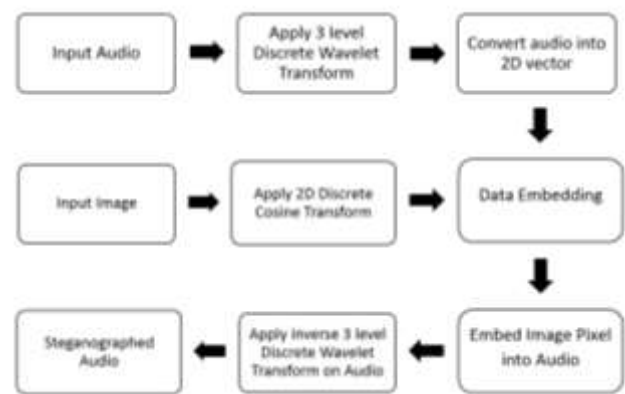 Input Audio
Apply 3 level
Discrete Wavelet
Transform
Convert audio into
2D vector
Input Image
Apply 2D Discrete
Cosine Transform
Data Embedding
Steganographed
Audio
Apply Inverse 3 level
Discrete Wavelet
Transform on Audio
Embed Image Pixel
into Audio